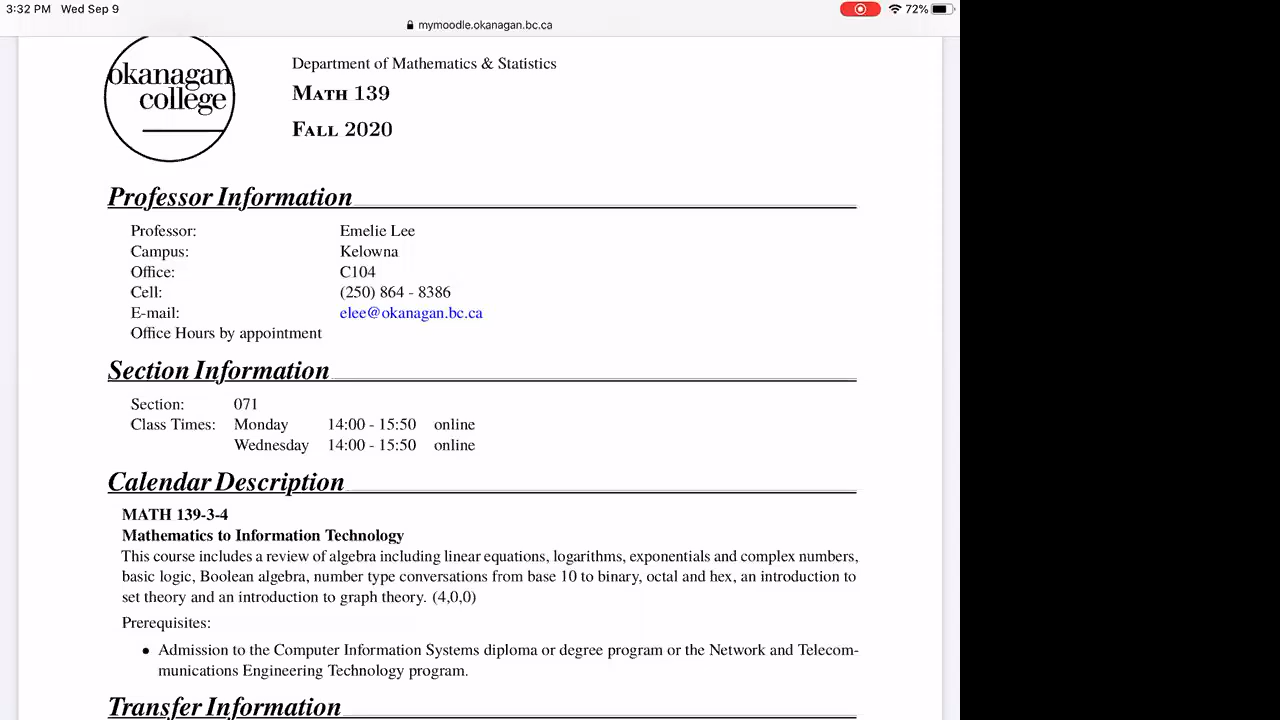 3:32 PM Wed Sep 9 72%
mymoodle.okanagan.bc.ca
okanagan
college
Department of Mathematics & Statistics
MATH 139
FALL 2020
Professor Information
Professor: Emelie Lee
Campus: Kelowna
Office: C104
Cell: (250) 864 - 8386
E-mail: elee@okanagan.bc.ca
Office Hours by appointment
Section Information
Section: 071
Class Times: Monday 14:00 - 15:50 online
Wednesday 14:00 - 15:50 online
Calendar Description
MATH 139-3-4
Mathematics to Information Technology
This course includes a review of algebra including linear equations, logarithms, exponentials and complex numbers,
basic logic, Boolean algebra, number type conversations from base 10 to binary, octal and hex, an introduction to
set theory and an introduction to graph theory. (4,0,0)
Prerequisites:
• Admission to the Computer Information Systems diploma or degree program or the Network and Telecom-
munications Engineering Technology program.
Transfer Information